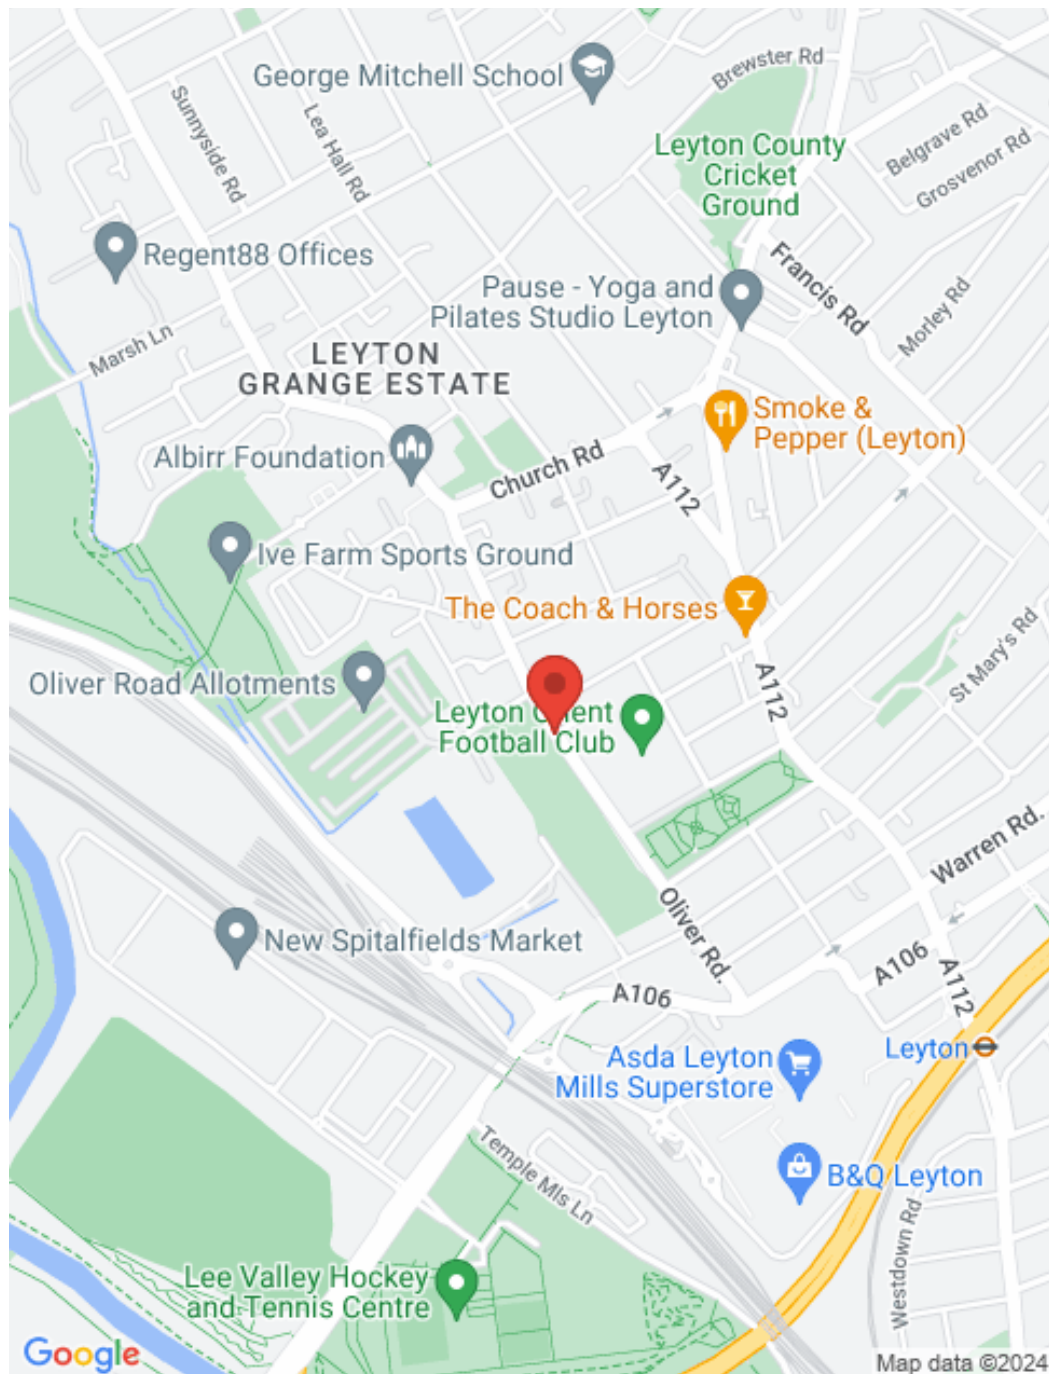 Brewster Rd
George Mitchell School
Sunnyside Rd
Lea Hall Rd
Belgrave Rd
Leyton County
Cricket
Ground
Grosvenor Rd
Regent88 Offices
Francis Rd
Pause - Yoga and
Pilates Studio Leyton
Morley Rd
Marsh Ln
LEYTON
GRANGE ESTATE
Smoke &
Pepper (Leyton)
Albirr Foundation
Church Rd
A112
Ive Farm Sports Ground
The Coach & Horses
St Mary's Rd
Oliver Road Allotments
A112
Leyton
Football Club
Warren Rd.
Oliver Rd.
New Spitalfields Market
A106
A106
A112
Leyton
Asda Leyton
Mills Superstore
Temple Mls Ln
B&Q Leyton
Westdown Rd
Lee Valley Hockey
and Tennis Centre
Google
Map data ©2024